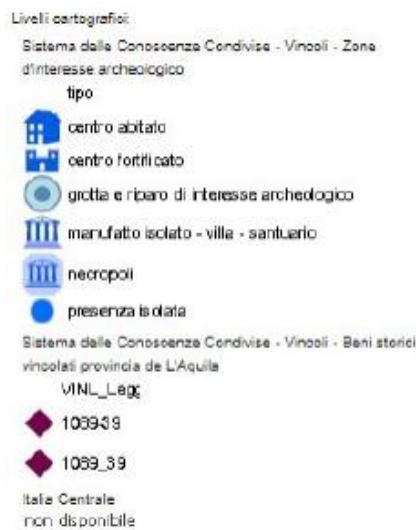 Livelli cartografici:
Sistema delle Conoscenze Condivise - Vincoli - Zone
d'interesse archeologico
tipo
centro abitato
centro fortificato
grotta e riparo di interesse archeologico
manufatto isolato - villa - santuario
necropoli
presenza isolata
Sistema delle Conoscenze Condivise - Vincoli - Beni storici
vincolati provincia de L'Aquila
VINL_Legg
1089-39
1089_39
Italia Centrale
non disponibile